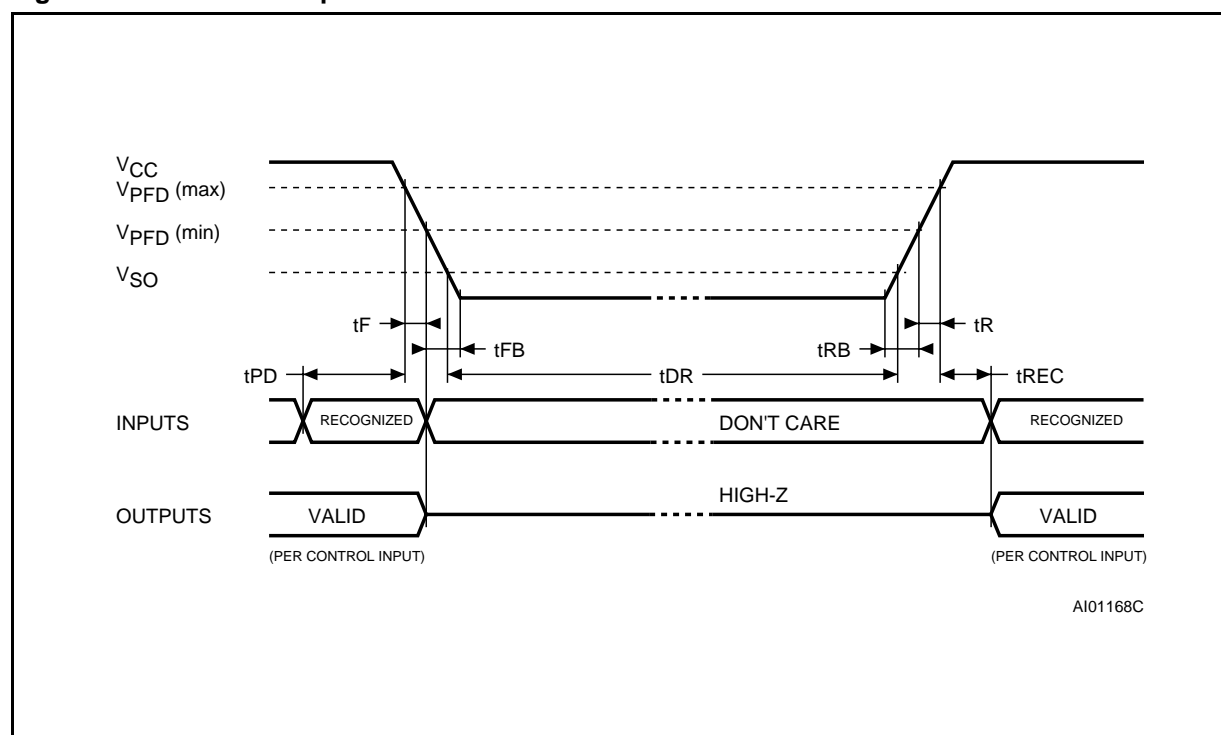 VCC
VPFD (max)
VPFD (min)
VSO
tF
tR
tFB
tRB
tPD
tDR
tREC
INPUTS
RECOGNIZED
DON'T CARE
RECOGNIZED
HIGH-Z
OUTPUTS
VALID
VALID
(PER CONTROL INPUT)
(PER CONTROL INPUT)
AI01168C